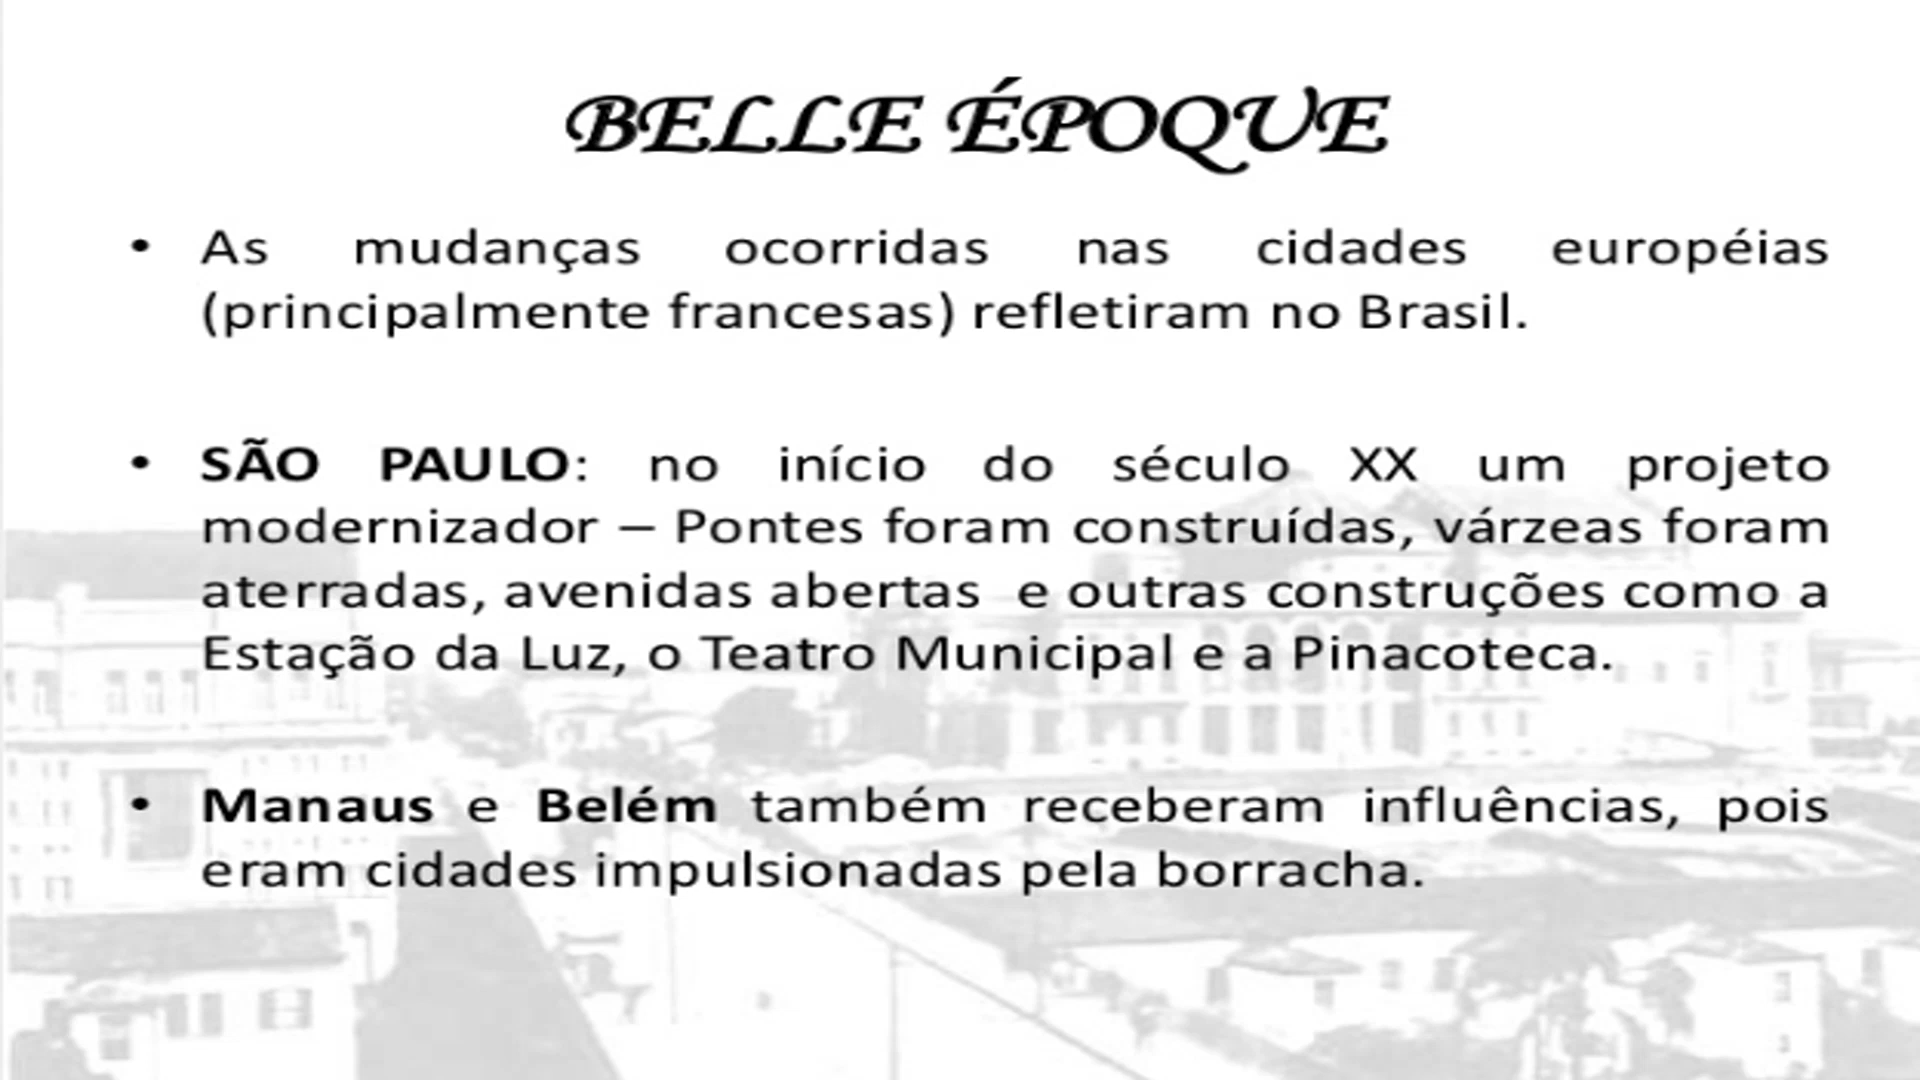 BELLE ÉPOQUE
• As mudanças ocorridas nas cidades européias
(principalmente francesas) refletiram no Brasil.
• SÃO PAULO: no início do século XX um projeto
modernizador – Pontes foram construídas, várzeas foram
aterradas, avenidas abertas e outras construções como a
Estação da Luz, o Teatro Municipal e a Pinacoteca.
• Manaus e Belém também receberam influências, pois
eram cidades impulsionadas pela borracha.